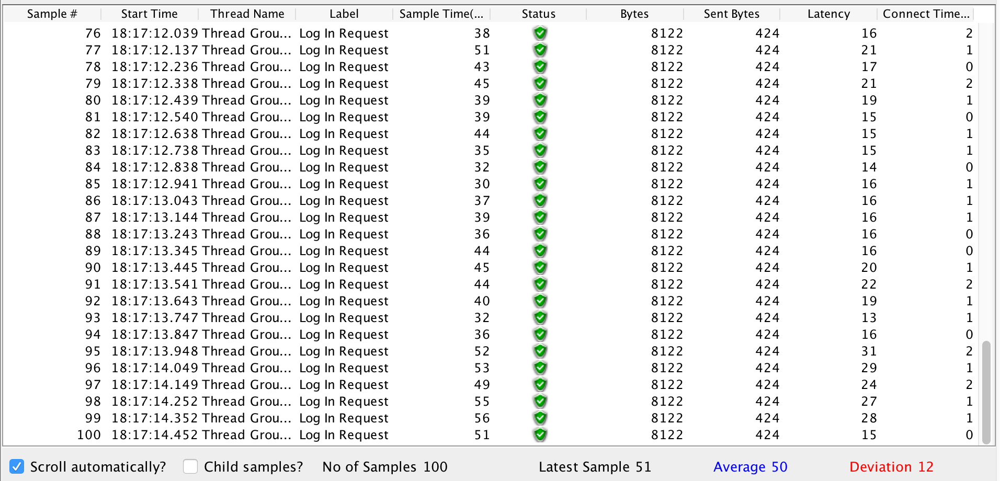 Sample # Start Time Thread Name Label Sample Time(... Status Bytes Sent Bytes Latency Connect Time...
76 18:17:12.039 Thread Grou... Log In Request 38 8122 424 16 2
77 18:17:12.137 Thread Grou... Log In Request 51 8122 424 21 1
78 18:17:12.236 Thread Grou... Log In Request 43 8122 424 17 0
79 18:17:12.338 Thread Grou... Log In Request 45 8122 424 21 2
80 18:17:12.439 Thread Grou... Log In Request 39 8122 424 19 1
81 18:17:12.540 Thread Grou... Log In Request 39 8122 424 15 0
82 18:17:12.638 Thread Grou... Log In Request 44 8122 424 15 1
83 18:17:12.738 Thread Grou... Log In Request 35 8122 424 15 1
84 18:17:12.838 Thread Grou... Log In Request 32 8122 424 14 0
85 18:17:12.941 Thread Grou... Log In Request 30 8122 424 16 1
86 18:17:13.043 Thread Grou... Log In Request 37 8122 424 16 1
87 18:17:13.144 Thread Grou... Log In Request 39 8122 424 16 1
88 18:17:13.243 Thread Grou... Log In Request 36 8122 424 16 0
89 18:17:13.345 Thread Grou... Log In Request 44 8122 424 16 0
90 18:17:13.445 Thread Grou... Log In Request 45 8122 424 20 1
91 18:17:13.541 Thread Grou... Log In Request 44 8122 424 22 2
92 18:17:13.643 Thread Grou... Log In Request 40 8122 424 19 1
93 18:17:13.747 Thread Grou... Log In Request 32 8122 424 13 1
94 18:17:13.847 Thread Grou... Log In Request 36 8122 424 16 0
95 18:17:13.948 Thread Grou... Log In Request 52 8122 424 31 2
96 18:17:14.049 Thread Grou... Log In Request 53 8122 424 29 1
97 18:17:14.149 Thread Grou... Log In Request 49 8122 424 24 2
98 18:17:14.252 Thread Grou... Log In Request 55 8122 424 27 1
99 18:17:14.352 Thread Grou... Log In Request 56 8122 424 28 1
100 18:17:14.452 Thread Grou... Log In Request 51 8122 424 15 0
Scroll automatically? Child samples? No of Samples 100 Latest Sample 51 Average 50 Deviation 12